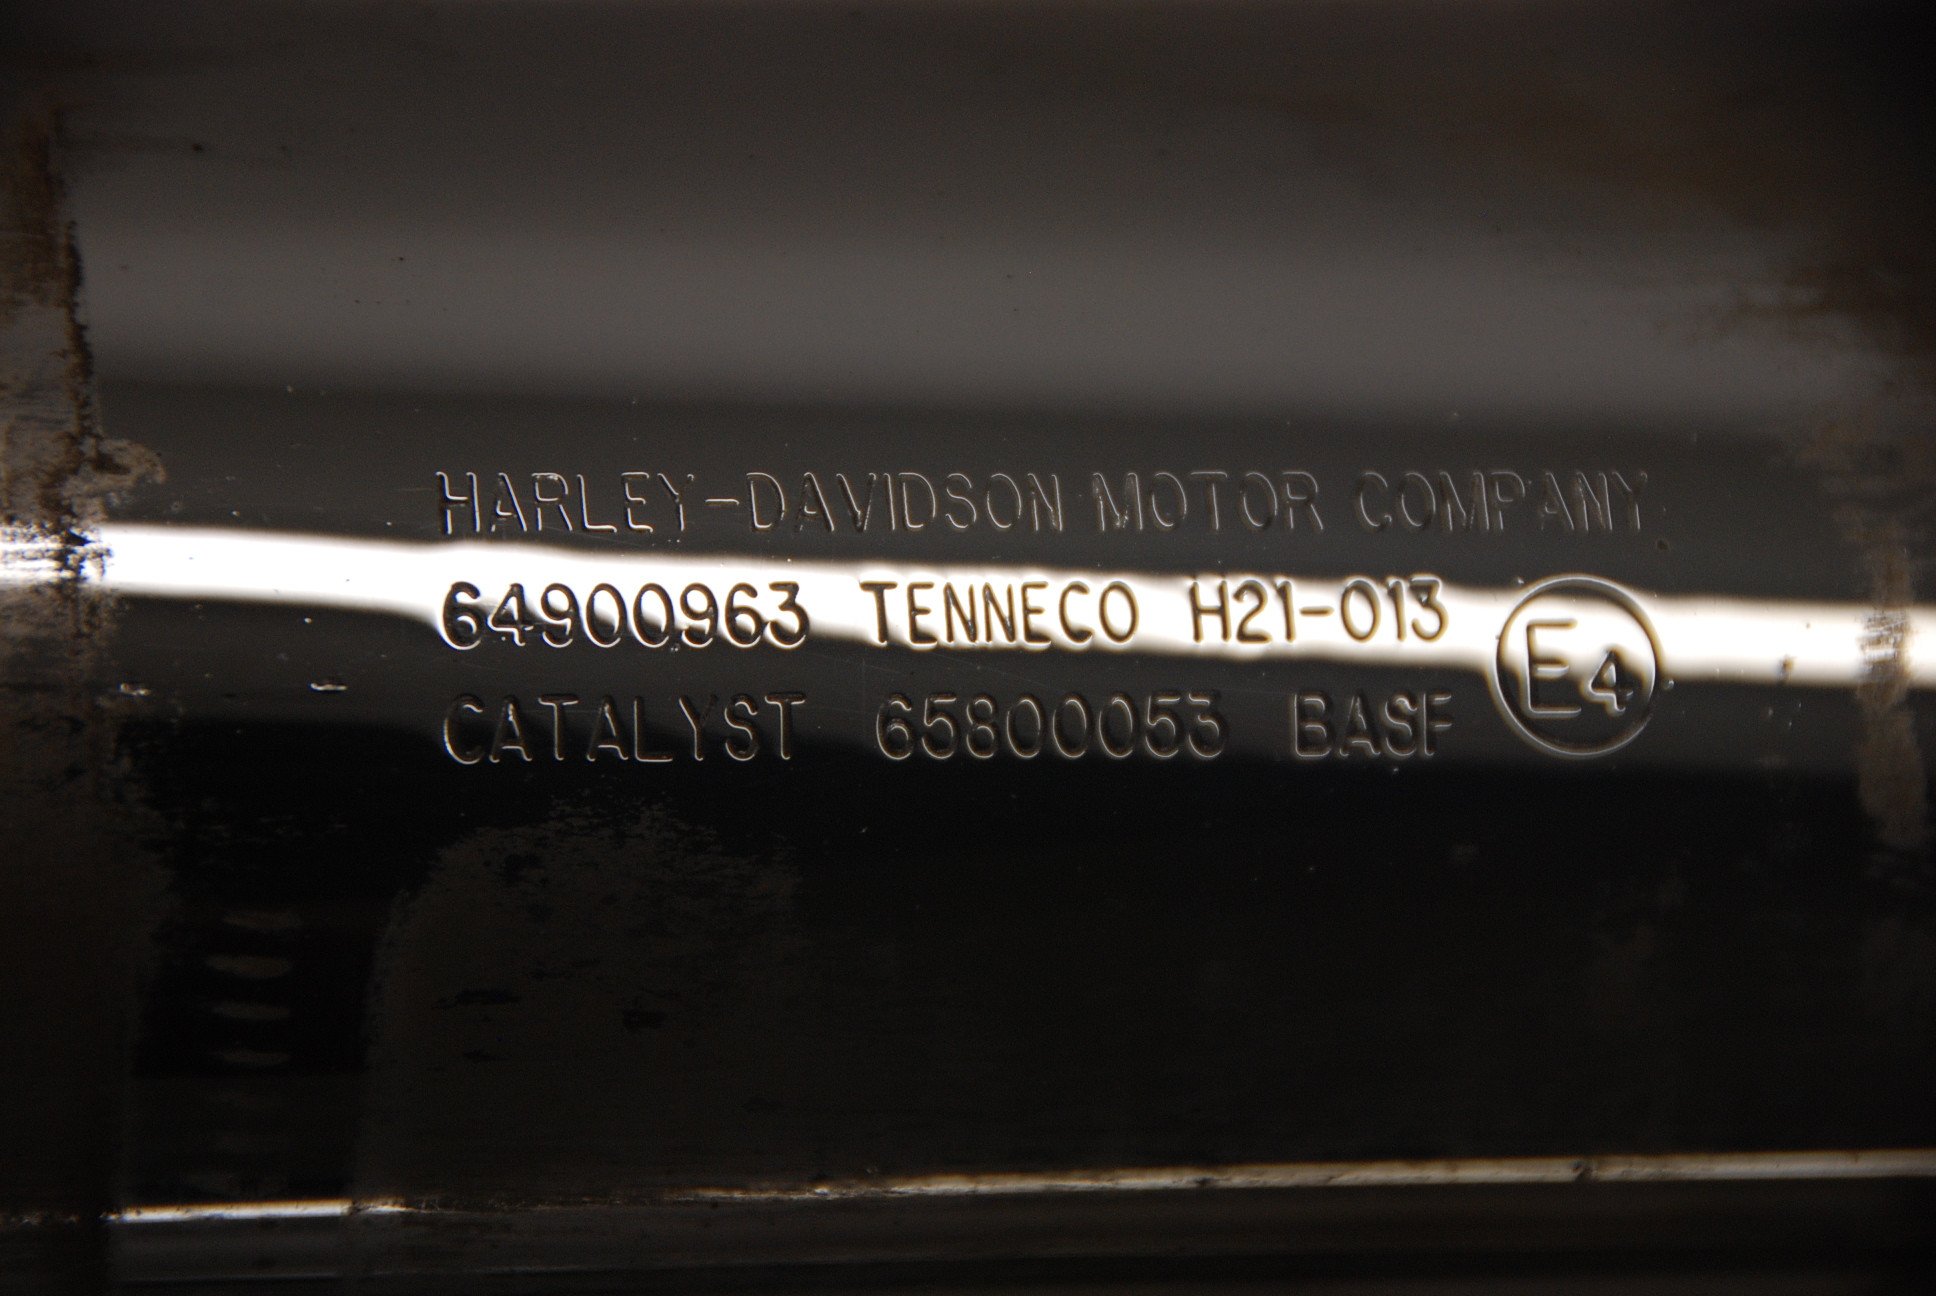 HARLEY-DAVIDSON MOTOR COMPANY
64900963 TENNECO H21-013
CATALYST 65800053 BASF
E4